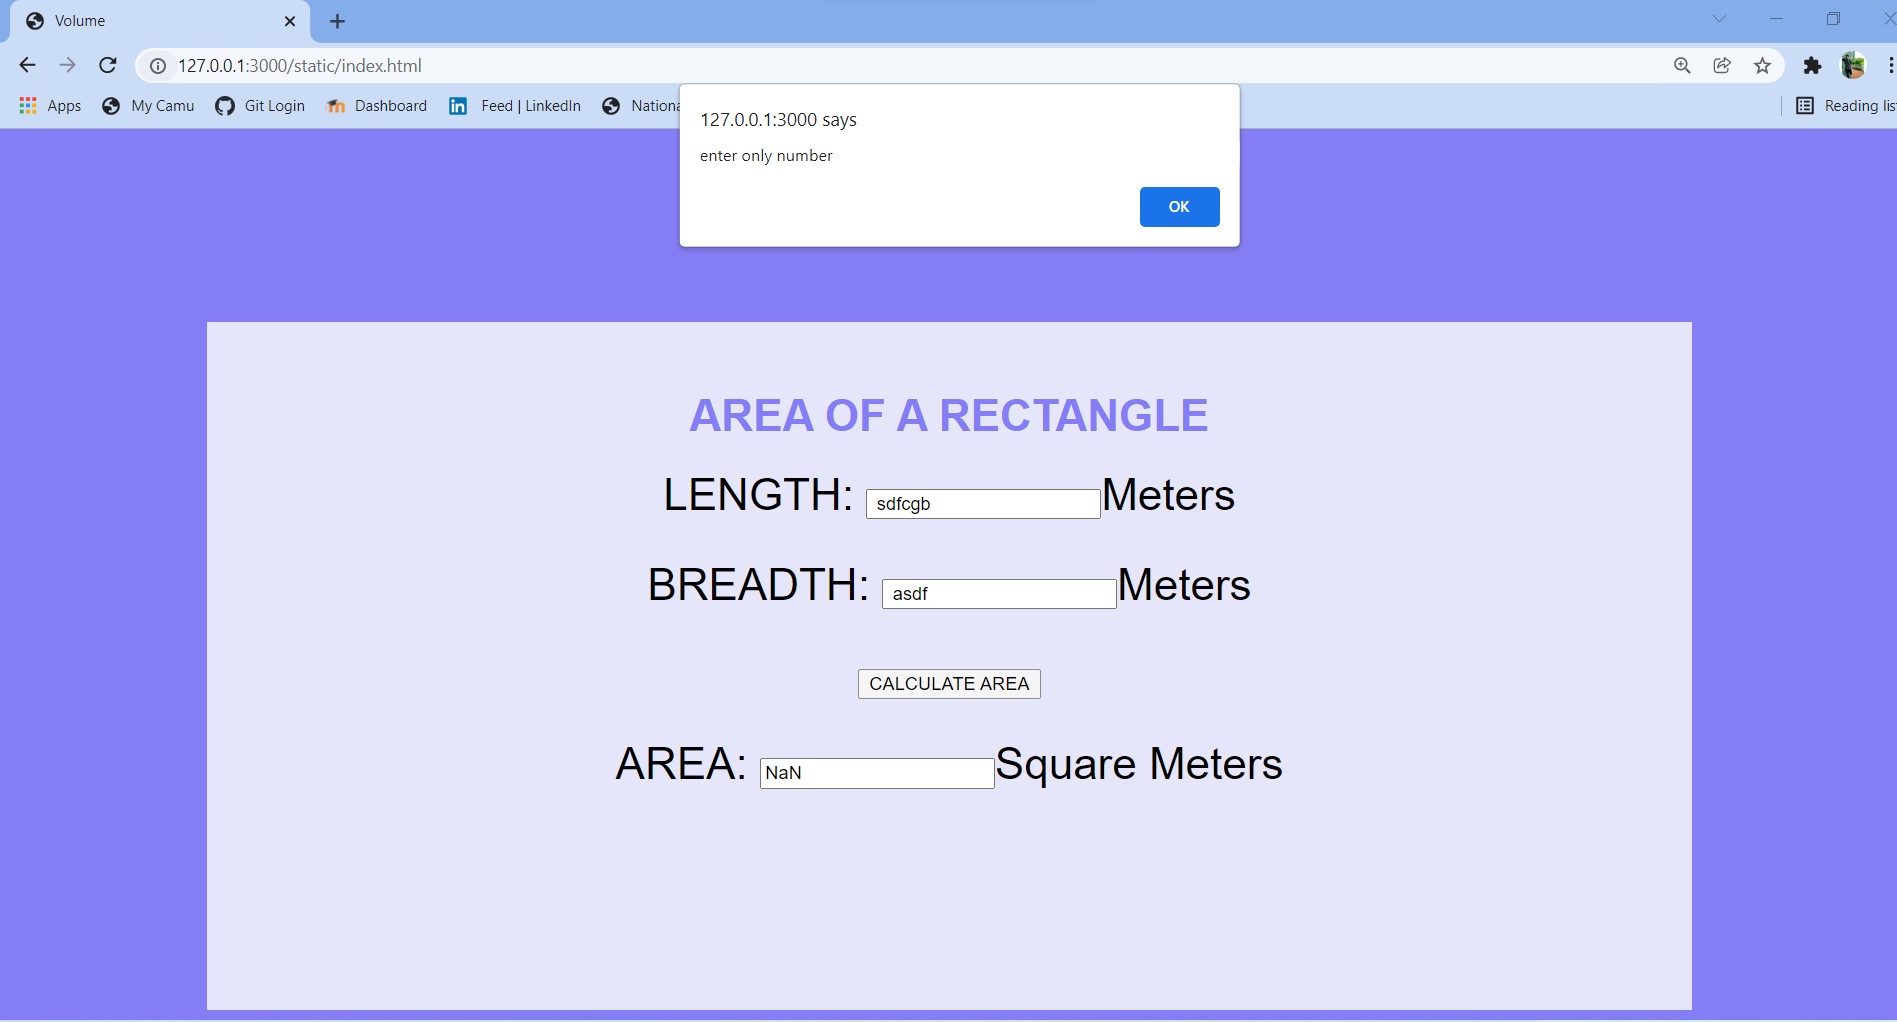 Volume
127.0.0.1:3000/static/index.html
Apps My Camu Git Login Dashboard Feed | LinkedIn Nationa Reading lis
127.0.0.1:3000 says
enter only number
OK
AREA OF A RECTANGLE
LENGTH: sdfcgb Meters
BREADTH: asdf Meters
CALCULATE AREA
AREA: NaN Square Meters